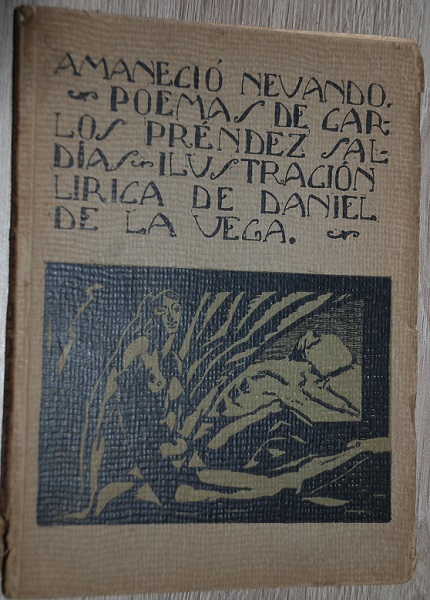 AMANECIÓ NEVANDO.
POEMAS DE CAR-
LOS PRÉNDEZ SAL-
DÍAS ILUSTRACIÓN
LIRICA DE DANIEL
DE LA VEGA.